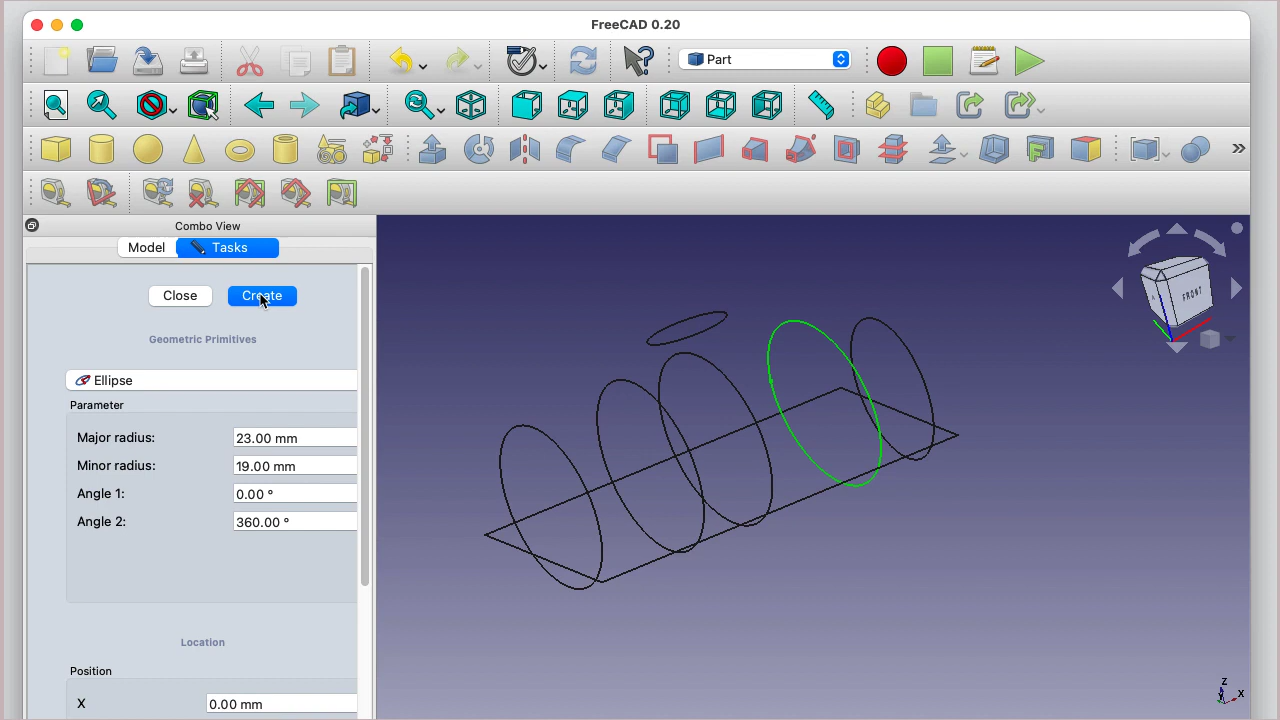 FreeCAD 0.20
Part
Combo View
Model
Tasks
Close
Create
Geometric Primitives
Ellipse
Parameter
Major radius:
23.00 mm
Minor radius:
19.00 mm
Angle 1:
0.00 °
Angle 2:
360.00 °
Location
Position
X
0.00 mm
FRONT
Z
X